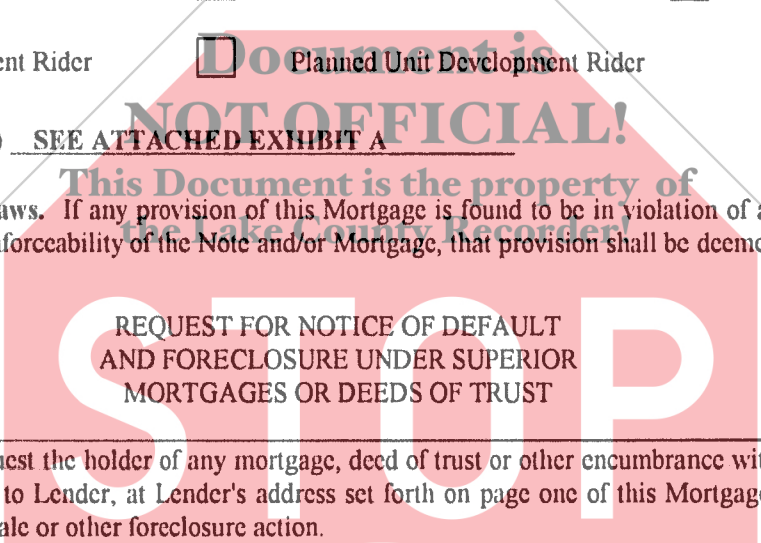 Document is
ent Rider Planned Unit Development Rider
NOT OFFICIAL!
) SEE ATTACHED EXHIBIT A
This Document is the property of
aws. If any provision of this Mortgage is found to be in violation of a
the Lake County Recorder!
nforceability of the Note and/or Mortgage, that provision shall be deeme
STOP
REQUEST FOR NOTICE OF DEFAULT
AND FORECLOSURE UNDER SUPERIOR
MORTGAGES OR DEEDS OF TRUST
uest the holder of any mortgage, deed of trust or other encumbrance wit
to Lender, at Lender's address set forth on page one of this Mortgage
ale or other foreclosure action.